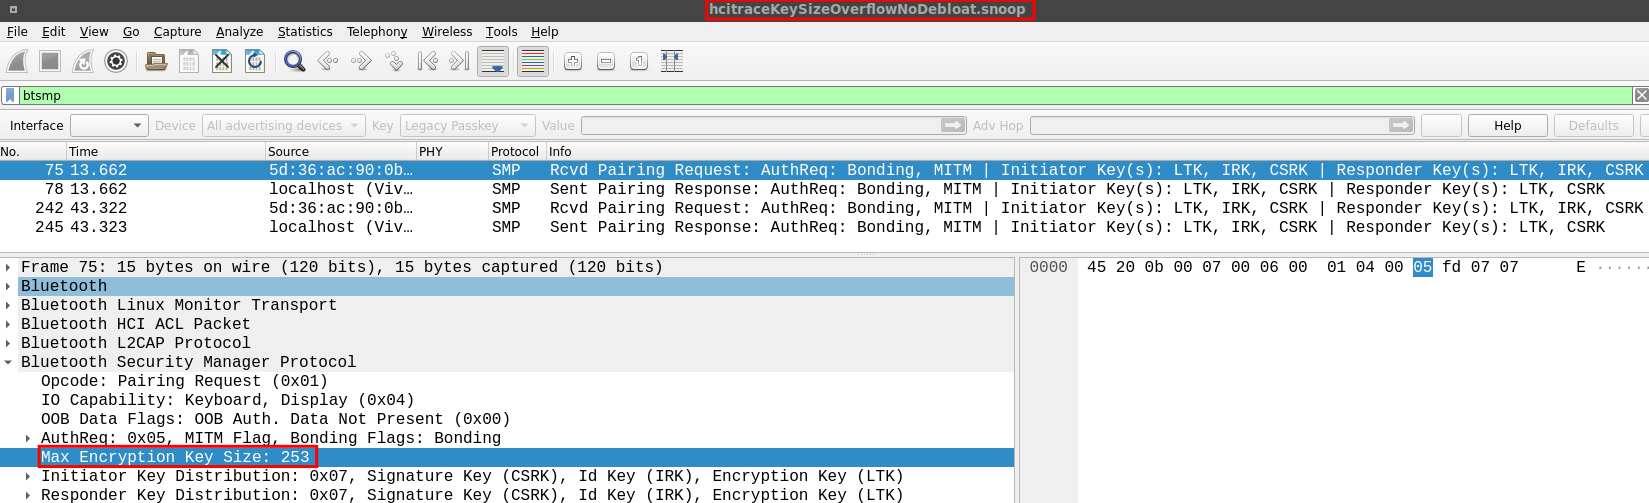 hcitraceKeySizeOverflowNoDebloat.snoop
File Edit View Go Capture Analyze Statistics Telephony Wireless Tools Help
btsmp
Interface Device All advertising devices Key Legacy Passkey Value Adv Hop Help Defaults
No. Time Source PHY Protocol Info
75 13.662 5d:36:ac:90:0b… SMP Rcvd Pairing Request: AuthReq: Bonding, MITM | Initiator Key(s): LTK, IRK, CSRK | Responder Key(s): LTK, IRK, CSRK
78 13.662 localhost (Viv… SMP Sent Pairing Response: AuthReq: Bonding, MITM | Initiator Key(s): LTK, IRK, CSRK | Responder Key(s): LTK, CSRK
242 43.322 5d:36:ac:90:0b… SMP Rcvd Pairing Request: AuthReq: Bonding, MITM | Initiator Key(s): LTK, IRK, CSRK | Responder Key(s): LTK, IRK, CSRK
245 43.323 localhost (Viv… SMP Sent Pairing Response: AuthReq: Bonding, MITM | Initiator Key(s): LTK, IRK, CSRK | Responder Key(s): LTK, CSRK
Frame 75: 15 bytes on wire (120 bits), 15 bytes captured (120 bits)
Bluetooth
Bluetooth Linux Monitor Transport
Bluetooth HCI ACL Packet
Bluetooth L2CAP Protocol
Bluetooth Security Manager Protocol
Opcode: Pairing Request (0x01)
IO Capability: Keyboard, Display (0x04)
OOB Data Flags: OOB Auth. Data Not Present (0x00)
AuthReq: 0x05, MITM Flag, Bonding Flags: Bonding
Max Encryption Key Size: 253
Initiator Key Distribution: 0x07, Signature Key (CSRK), Id Key (IRK), Encryption Key (LTK)
Responder Key Distribution: 0x07, Signature Key (CSRK), Id Key (IRK), Encryption Key (LTK)
0000 45 20 0b 00 07 00 06 00 01 04 00 05 fd 07 07 E ······